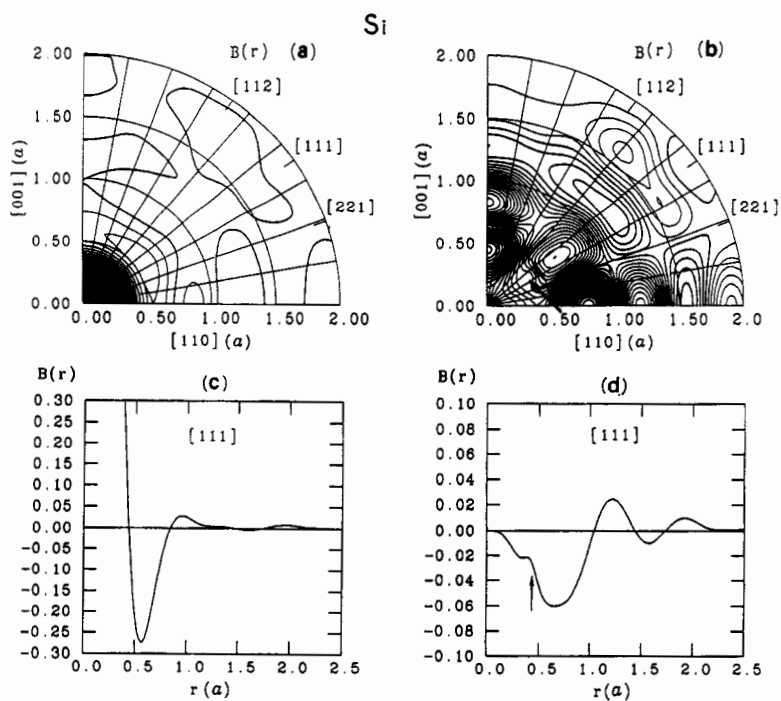 Si
B(r) (a)
[112]
[111]
[221]
2.00
1.50
1.00
0.50
0.00
[001](a)
0.00 0.50 1.00 1.50 2.00
[110](a)
B(r) (b)
[112]
[111]
[221]
2.00
1.50
1.00
0.50
0.00
[001](a)
0.00 0.50 1.00 1.50 2.00
[110](a)
B(r) (c)
[111]
0.30
0.25
0.20
0.15
0.10
0.05
0.00
-0.05
-0.10
-0.15
-0.20
-0.25
-0.30
0.0 0.5 1.0 1.5 2.0 2.5
r(a)
B(r) (d)
[111]
0.10
0.08
0.06
0.04
0.02
0.00
-0.02
-0.04
-0.06
-0.08
-0.10
0.0 0.5 1.0 1.5 2.0 2.5
r(a)